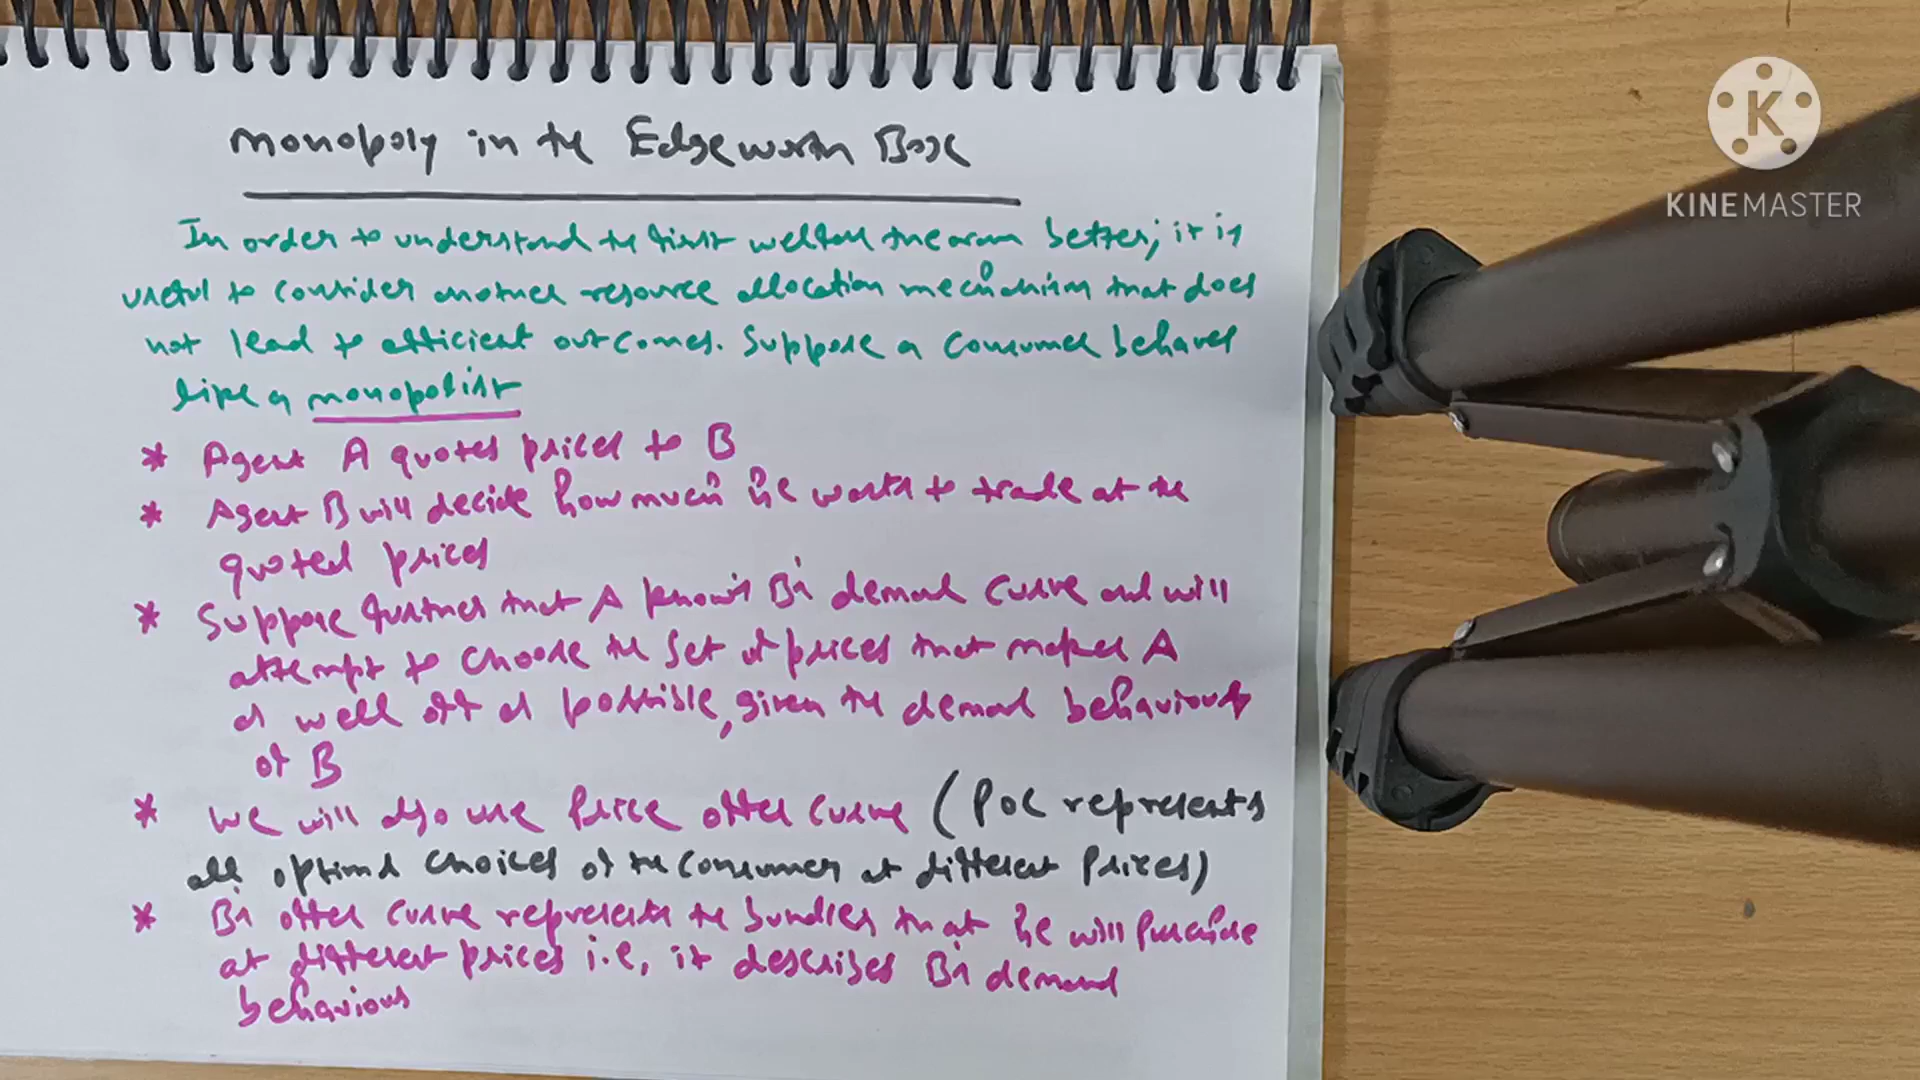 monopoly in the Edgeworth Box
In order to understand the first welfare theorem better, it is
useful to consider another resource allocation mechanism that does
not lead to efficient outcomes. Suppose a consumer behaves
like a monopolist
* Agent A quotes prices to B
* Agent B will decide how much he wants to trade at the
quoted prices
* Suppose further that A knows B's demand curve and will
attempt to choose the set of prices that makes A
as well off as possible, given the demand behaviour
of B
* We will also use Price offer curve (POC represents
all optimal choices of the consumer at different Prices)
* B's offer curve represents the bundles that he will purchase
at different prices i.e, it describes B's demand
behaviour
K
KINEMASTER